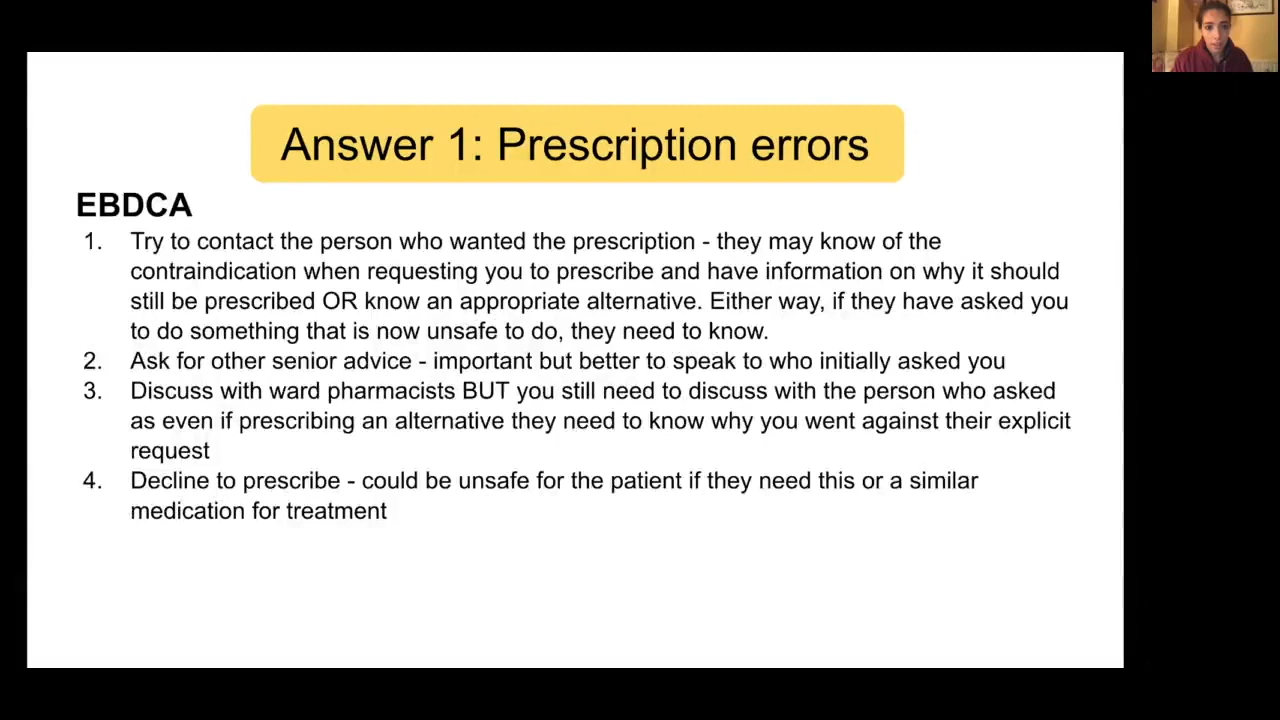 Answer 1: Prescription errors
EBDCA
1. Try to contact the person who wanted the prescription - they may know of the
contraindication when requesting you to prescribe and have information on why it should
still be prescribed OR know an appropriate alternative. Either way, if they have asked you
to do something that is now unsafe to do, they need to know.
2. Ask for other senior advice - important but better to speak to who initially asked you
3. Discuss with ward pharmacists BUT you still need to discuss with the person who asked
as even if prescribing an alternative they need to know why you went against their explicit
request
4. Decline to prescribe - could be unsafe for the patient if they need this or a similar
medication for treatment